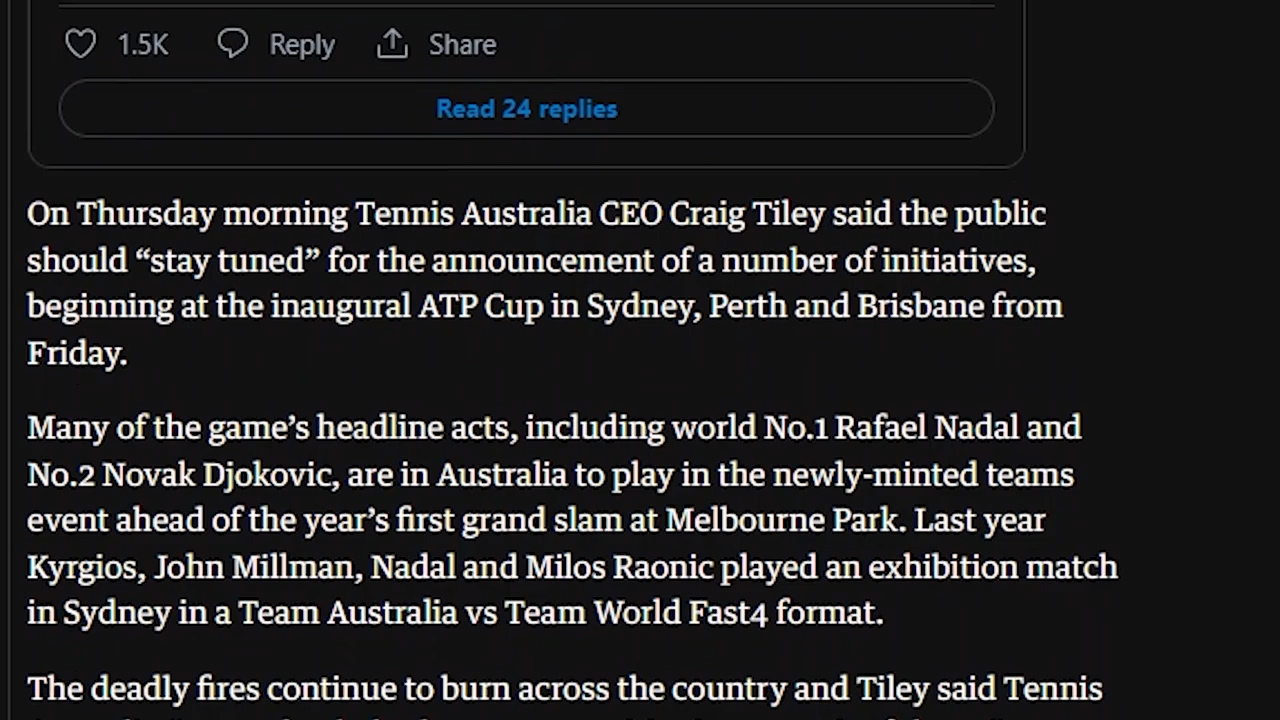 1.5K Reply Share
Read 24 replies
On Thursday morning Tennis Australia CEO Craig Tiley said the public
should “stay tuned” for the announcement of a number of initiatives,
beginning at the inaugural ATP Cup in Sydney, Perth and Brisbane from
Friday.
Many of the game’s headline acts, including world No.1 Rafael Nadal and
No.2 Novak Djokovic, are in Australia to play in the newly-minted teams
event ahead of the year’s first grand slam at Melbourne Park. Last year
Kyrgios, John Millman, Nadal and Milos Raonic played an exhibition match
in Sydney in a Team Australia vs Team World Fast4 format.
The deadly fires continue to burn across the country and Tiley said Tennis